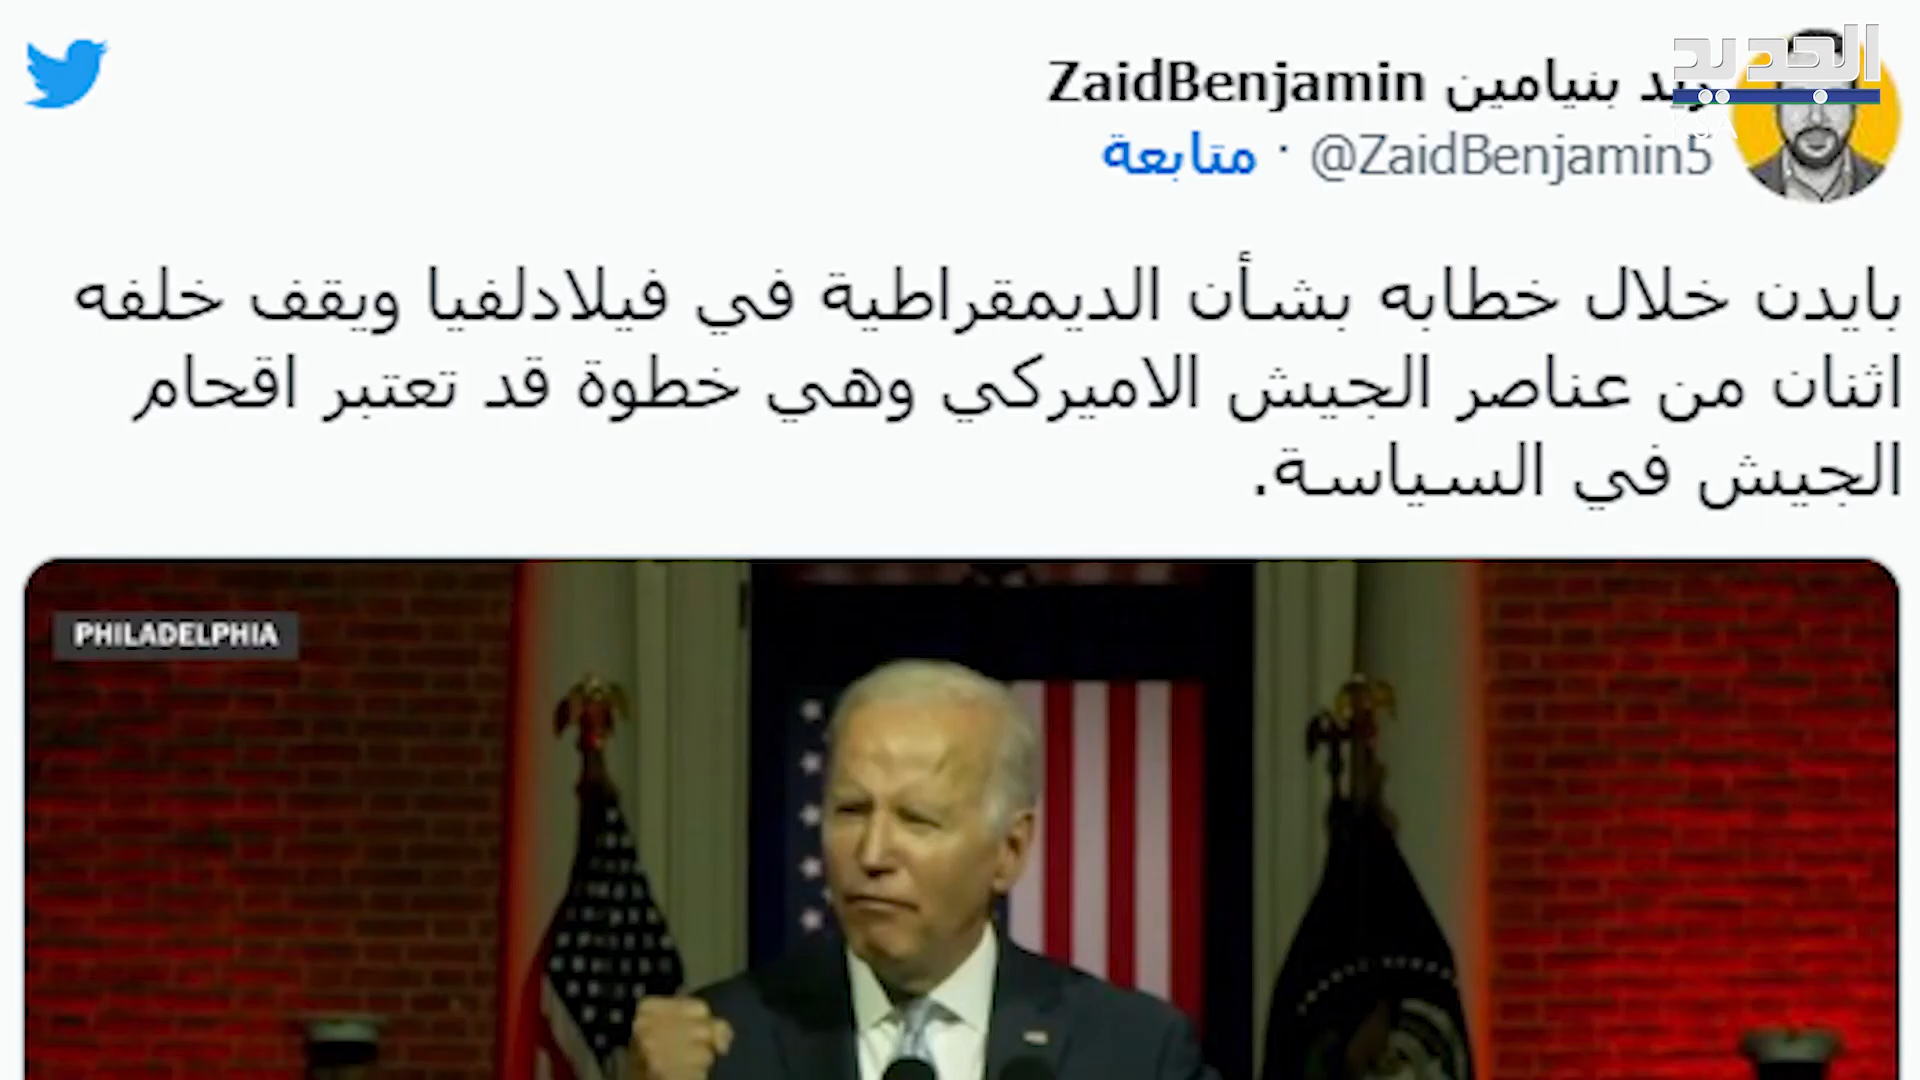 الجديد
زيد بنيامين ZaidBenjamin
@ZaidBenjamin5 · متابعة
بايدن خلال خطابه بشأن الديمقراطية في فيلادلفيا ويقف خلفه
اثنان من عناصر الجيش الاميركي وهي خطوة قد تعتبر اقحام
الجيش في السياسة.
PHILADELPHIA